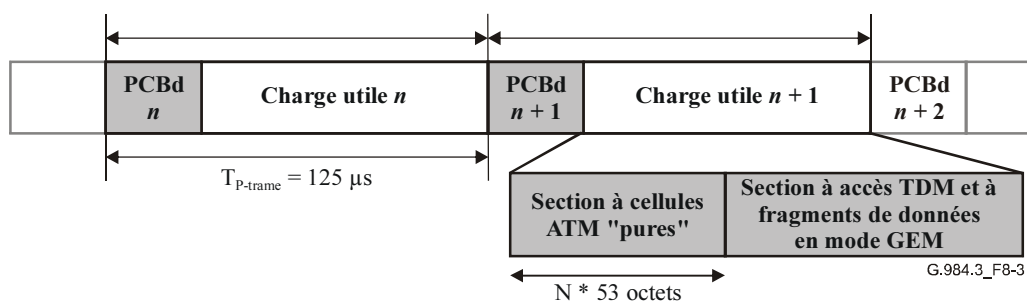 PCBd
n
Charge utile n
PCBd
n + 1
Charge utile n + 1
PCBd
n + 2
TP-trame = 125 µs
Section à cellules
ATM "pures"
Section à accès TDM et à
fragments de données
en mode GEM
G.984.3_F8-3
N * 53 octets